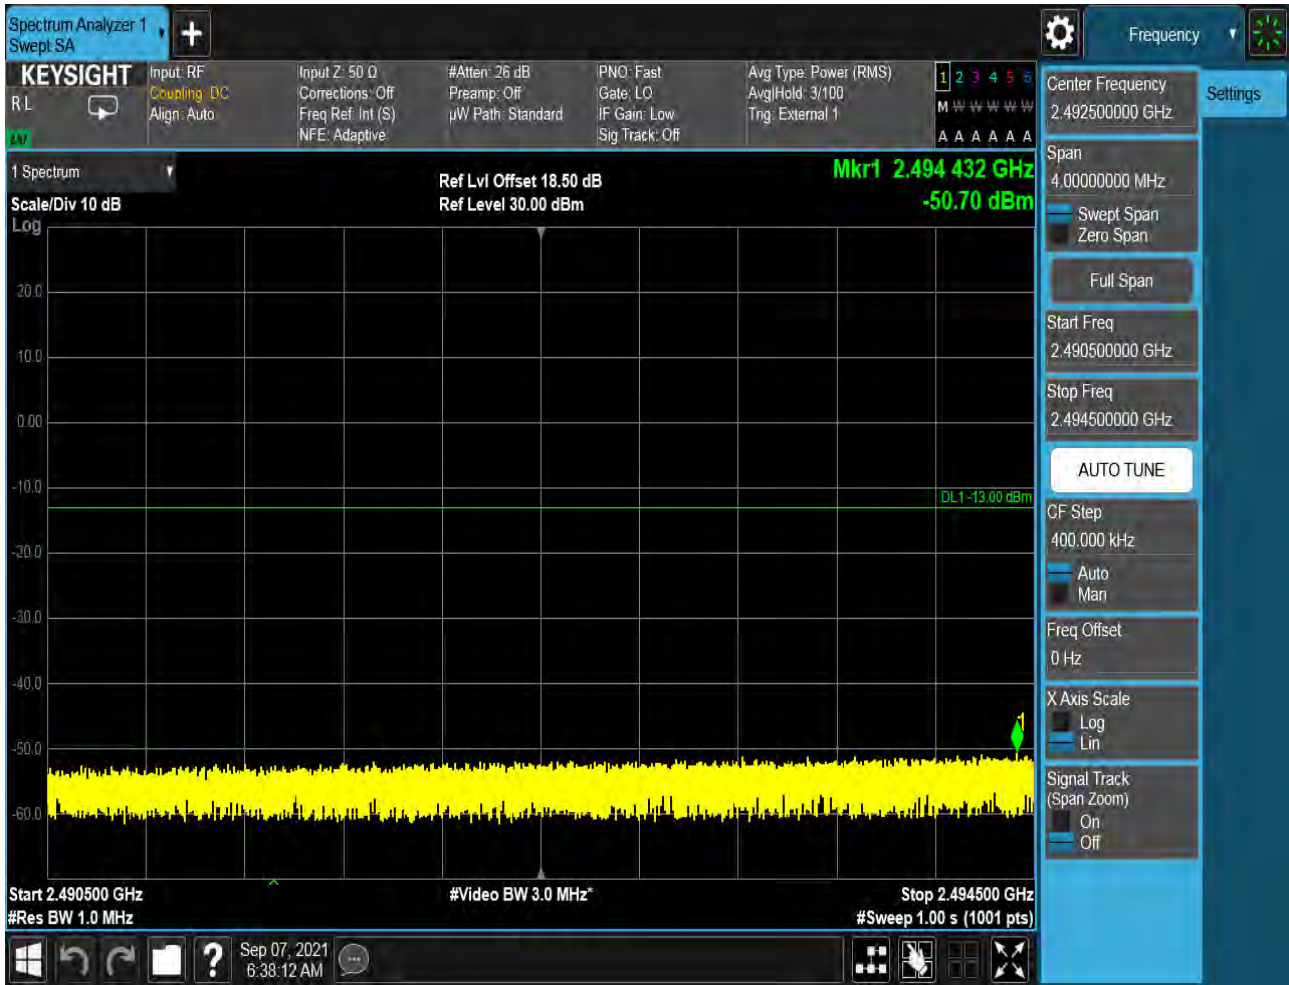 Spectrum Analyzer 1
Swept SA
Frequency
KEYSIGHT
Input: RF
Input Z: 50 Ω
#Atten: 26 dB
PNO: Fast
Avg Type: Power (RMS)
1 2 3 4 5 6
R L
Coupling: DC
Corrections: Off
Preamp: Off
Gate: LO
Avg|Hold: 3/100
M W W W W W
Align: Auto
Freq Ref: Int (S)
µW Path: Standard
IF Gain: Low
Trig: External 1
NFE: Adaptive
Sig Track: Off
A A A A A A
1 Spectrum
Ref Lvl Offset 18.50 dB
Mkr1 2.494 432 GHz
Scale/Div 10 dB
Ref Level 30.00 dBm
-50.70 dBm
Log
20.0
10.0
0.00
-10.0
DL1 -13.00 dBm
-20.0
-30.0
-40.0
1
-50.0
-60.0
Start 2.490500 GHz
#Video BW 3.0 MHz*
Stop 2.494500 GHz
#Res BW 1.0 MHz
#Sweep 1.00 s (1001 pts)
Sep 07, 2021
6:38:12 AM
Center Frequency
2.492500000 GHz
Settings
Span
4.00000000 MHz
Swept Span
Zero Span
Full Span
Start Freq
2.490500000 GHz
Stop Freq
2.494500000 GHz
AUTO TUNE
CF Step
400.000 kHz
Auto
Man
Freq Offset
0 Hz
X Axis Scale
Log
Lin
Signal Track
(Span Zoom)
On
Off